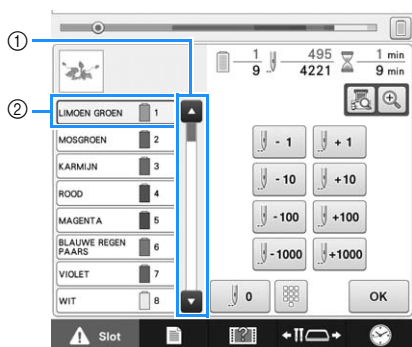 ①
②
1
9
495
4221
1 min
9 min
LIMOEN GROEN 1
MOSGROEN 2
KARMIJN 3
ROOD 4
MAGENTA 5
BLAUWE REGEN
PAARS 6
VIOLET 7
WIT 8
- 1 + 1
- 10 +10
- 100 +100
- 1000 +1000
0 OK
Slot